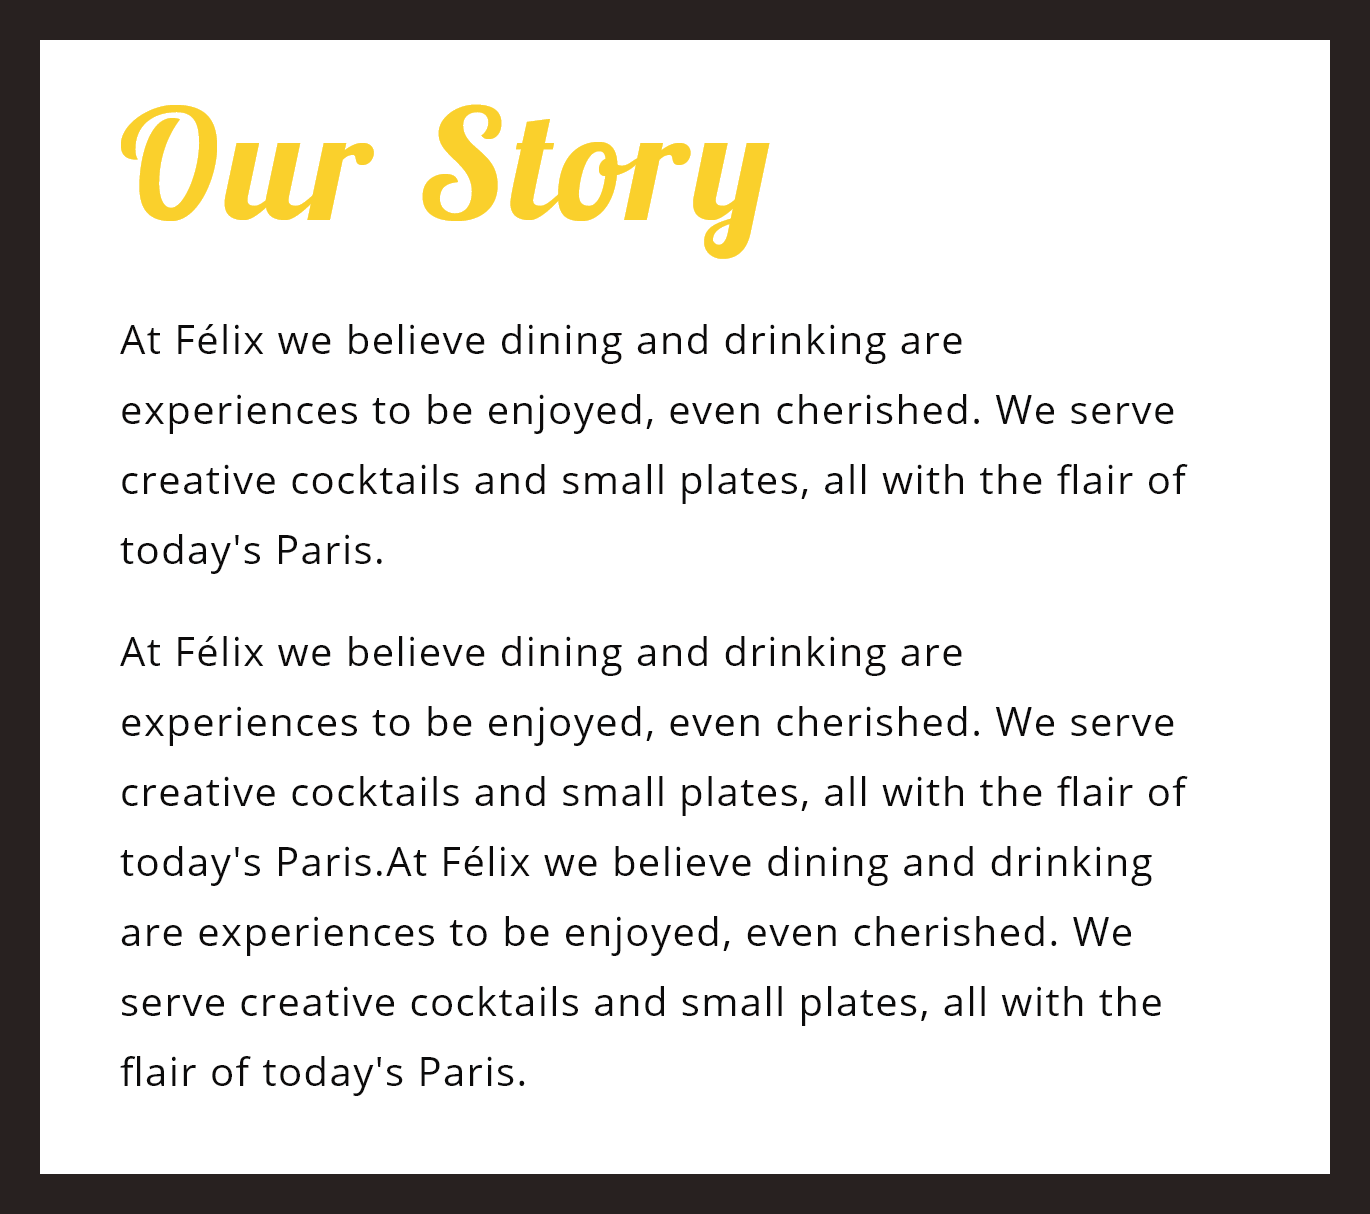 Our Story
At Félix we believe dining and drinking are
experiences to be enjoyed, even cherished. We serve
creative cocktails and small plates, all with the flair of
today's Paris.
At Félix we believe dining and drinking are
experiences to be enjoyed, even cherished. We serve
creative cocktails and small plates, all with the flair of
today's Paris.At Félix we believe dining and drinking
are experiences to be enjoyed, even cherished. We
serve creative cocktails and small plates, all with the
flair of today's Paris.